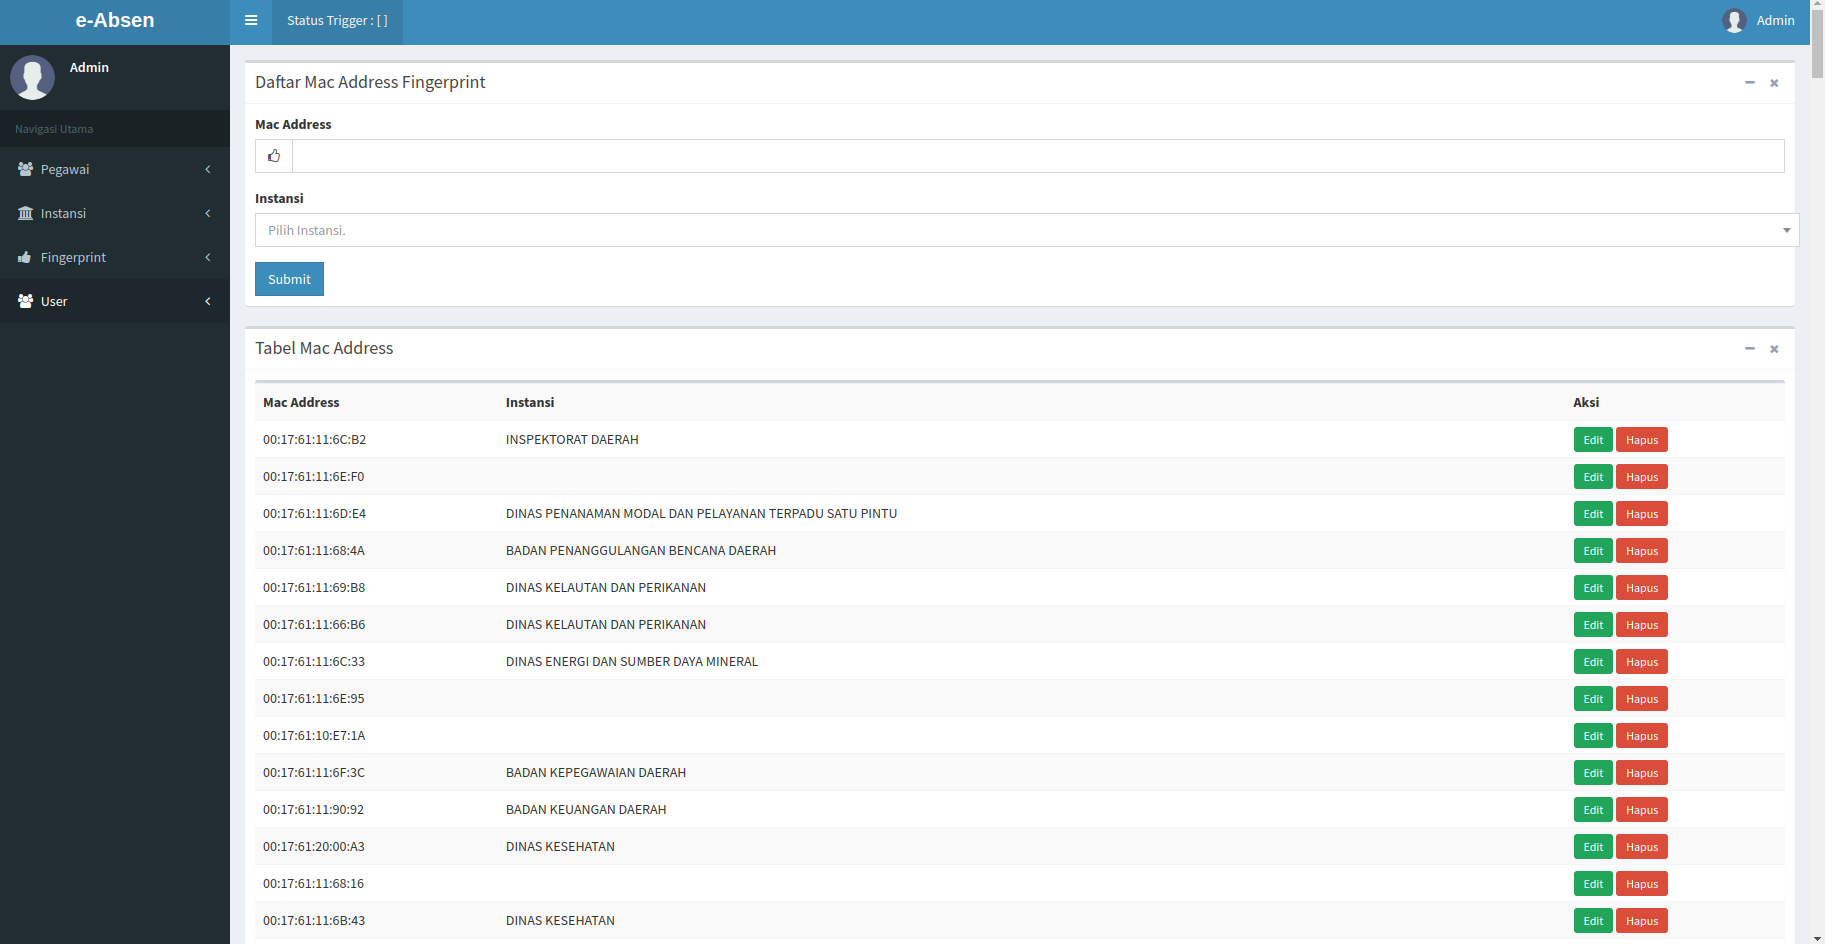 e-Absen
Status Trigger : [ ]
Admin
Admin
Navigasi Utama
Pegawai
Instansi
Fingerprint
User
Daftar Mac Address Fingerprint
Mac Address
Instansi
Pilih Instansi.
Submit
Tabel Mac Address
Mac Address Instansi Aksi
00:17:61:11:6C:B2 INSPEKTORAT DAERAH Edit Hapus
00:17:61:11:6E:F0 Edit Hapus
00:17:61:11:6D:E4 DINAS PENANAMAN MODAL DAN PELAYANAN TERPADU SATU PINTU Edit Hapus
00:17:61:11:68:4A BADAN PENANGGULANGAN BENCANA DAERAH Edit Hapus
00:17:61:11:69:B8 DINAS KELAUTAN DAN PERIKANAN Edit Hapus
00:17:61:11:66:B6 DINAS KELAUTAN DAN PERIKANAN Edit Hapus
00:17:61:11:6C:33 DINAS ENERGI DAN SUMBER DAYA MINERAL Edit Hapus
00:17:61:11:6E:95 Edit Hapus
00:17:61:10:E7:1A Edit Hapus
00:17:61:11:6F:3C BADAN KEPEGAWAIAN DAERAH Edit Hapus
00:17:61:11:90:92 BADAN KEUANGAN DAERAH Edit Hapus
00:17:61:20:00:A3 DINAS KESEHATAN Edit Hapus
00:17:61:11:68:16 Edit Hapus
00:17:61:11:6B:43 DINAS KESEHATAN Edit Hapus